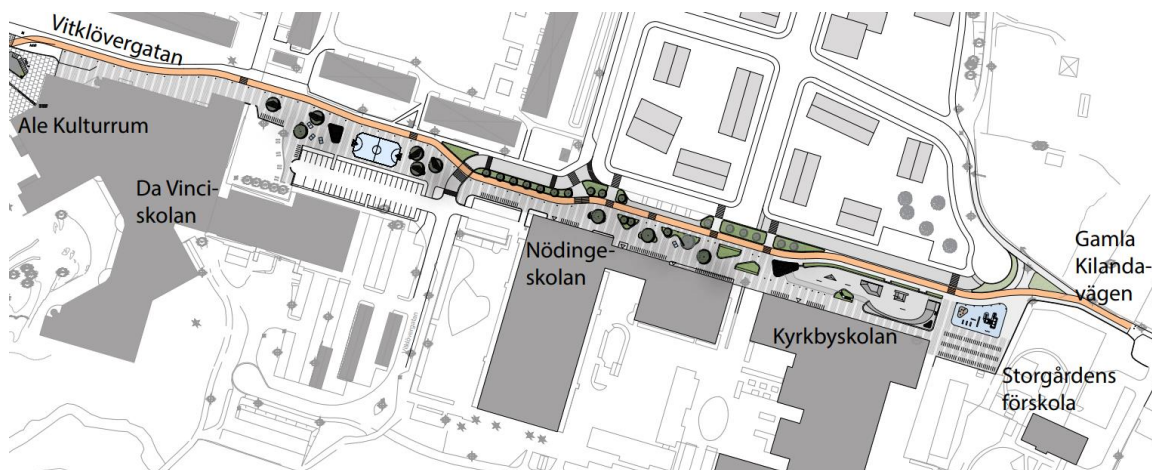 Vitklövergatan
Ale Kulturrum
Da Vinci-
skolan
Nödinge-
skolan
Kyrkbyskolan
Gamla
Kilanda-
vägen
Storgårdens
förskola